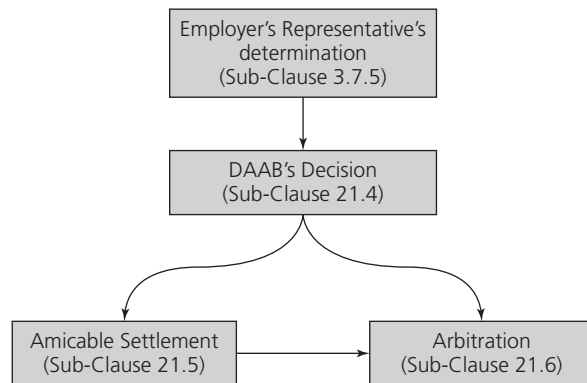 Employer’s Representative’s
determination
(Sub-Clause 3.7.5)
DAAB’s Decision
(Sub-Clause 21.4)
Amicable Settlement
(Sub-Clause 21.5)
Arbitration
(Sub-Clause 21.6)